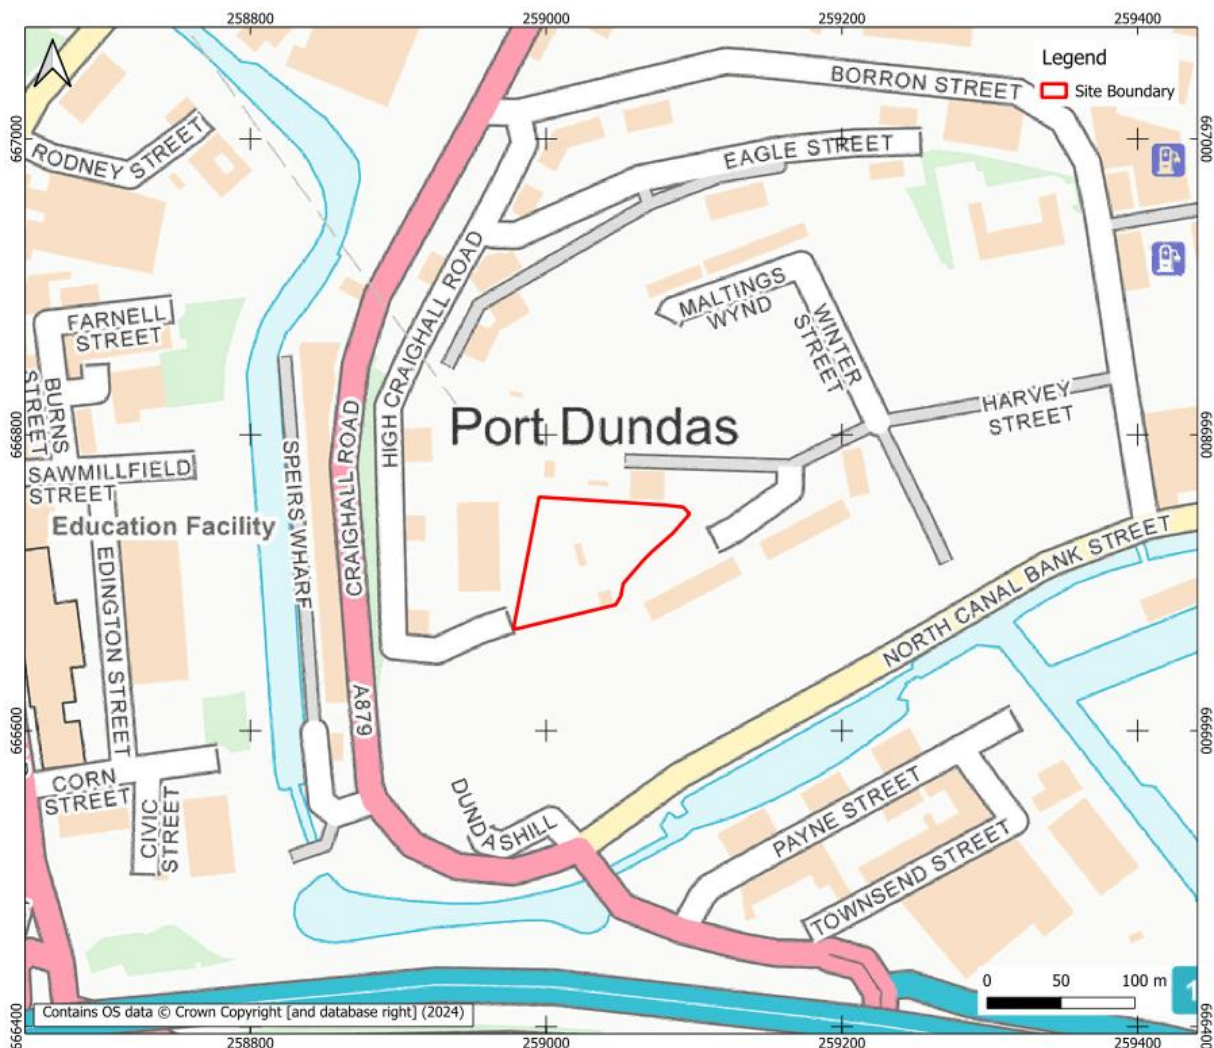 258800
259000
259200
259400
Legend
Site Boundary
BORRON STREET
667000
667000
RODNEY STREET
EAGLE STREET
HIGH CRAIGHALL ROAD
MALTINGS
WYND
WINTER
STREET
FARNELL
STREET
BURNS
STREET
HARVEY
STREET
Port Dundas
666800
666800
SAWMILLFIELD
STREET
CRAIGHALL ROAD
SPEIRS WHARF
Education Facility
EDINGTON STREET
NORTH CANAL BANK STREET
A879
666600
666600
CORN
STREET
CIVIC
STREET
DUNDASHILL
PAYNE STREET
TOWNSEND STREET
0 50 100 m
1
Contains OS data © Crown Copyright [and database right] (2024)
666400
666400
258800
259000
259200
259400